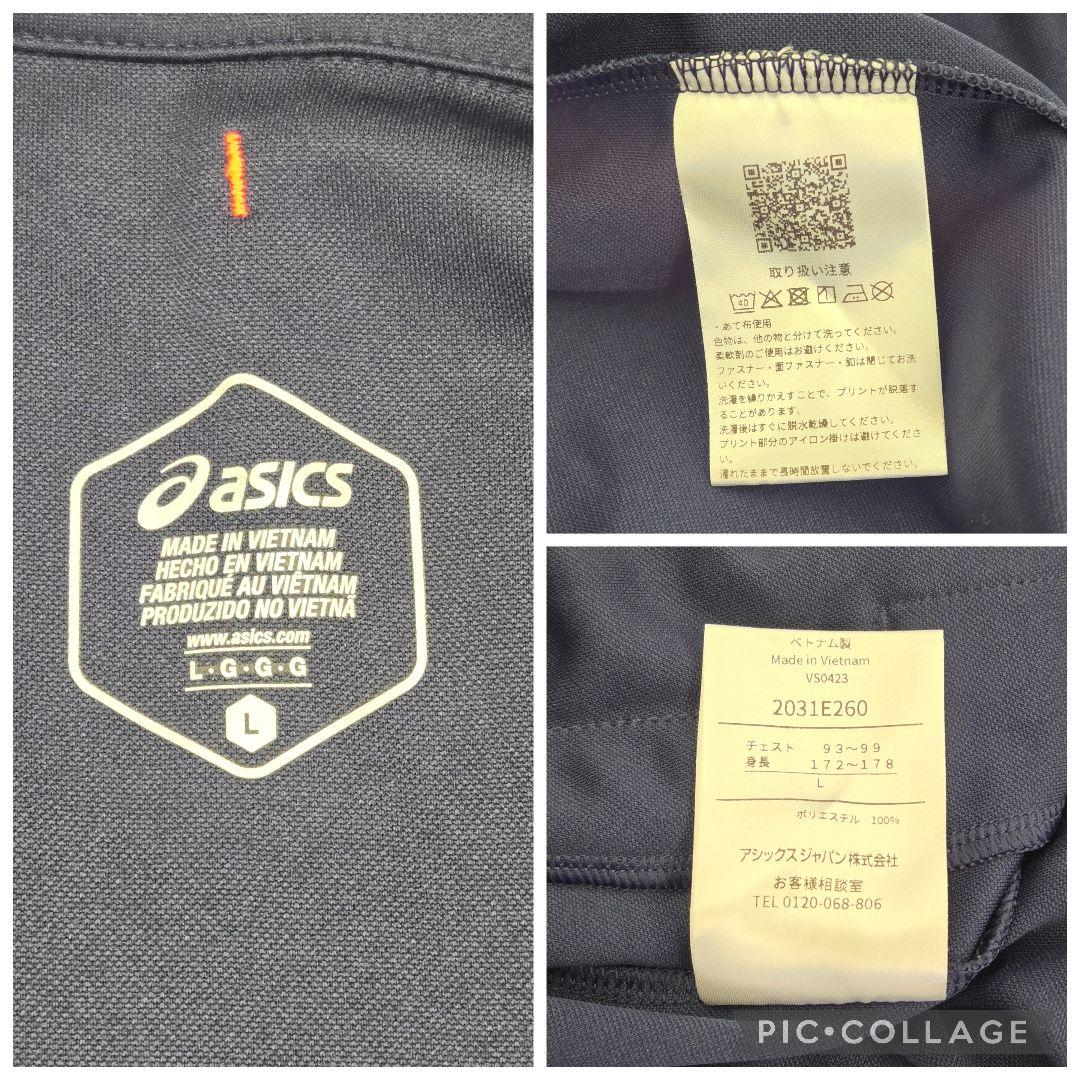 asics
MADE IN VIETNAM
HECHO EN VIETNAM
FABRIQUÉ AU VIÊTNAM
PRODUZIDO NO VIETNÃ
www.asics.com
L・G・G・G
L
取り扱い注意
40
・あて布使用
色物は、他の物と分けて洗ってください。
柔軟剤のご使用はお避けください。
ファスナー・面ファスナー・釦は閉じてお洗
いください。
洗濯を繰りかえすことで、プリントが脱落す
ることがあります。
洗濯後はすぐに脱水乾燥してください。
プリント部分のアイロン掛けは避けてくださ
い。
濡れたままで長時間放置しないでください。
ベトナム製
Made in Vietnam
VS0423
2031E260
チェスト 93～99
身長 172～178
L
ポリエステル 100%
アシックスジャパン株式会社
お客様相談室
TEL 0120-068-806
PIC•COLLAGE